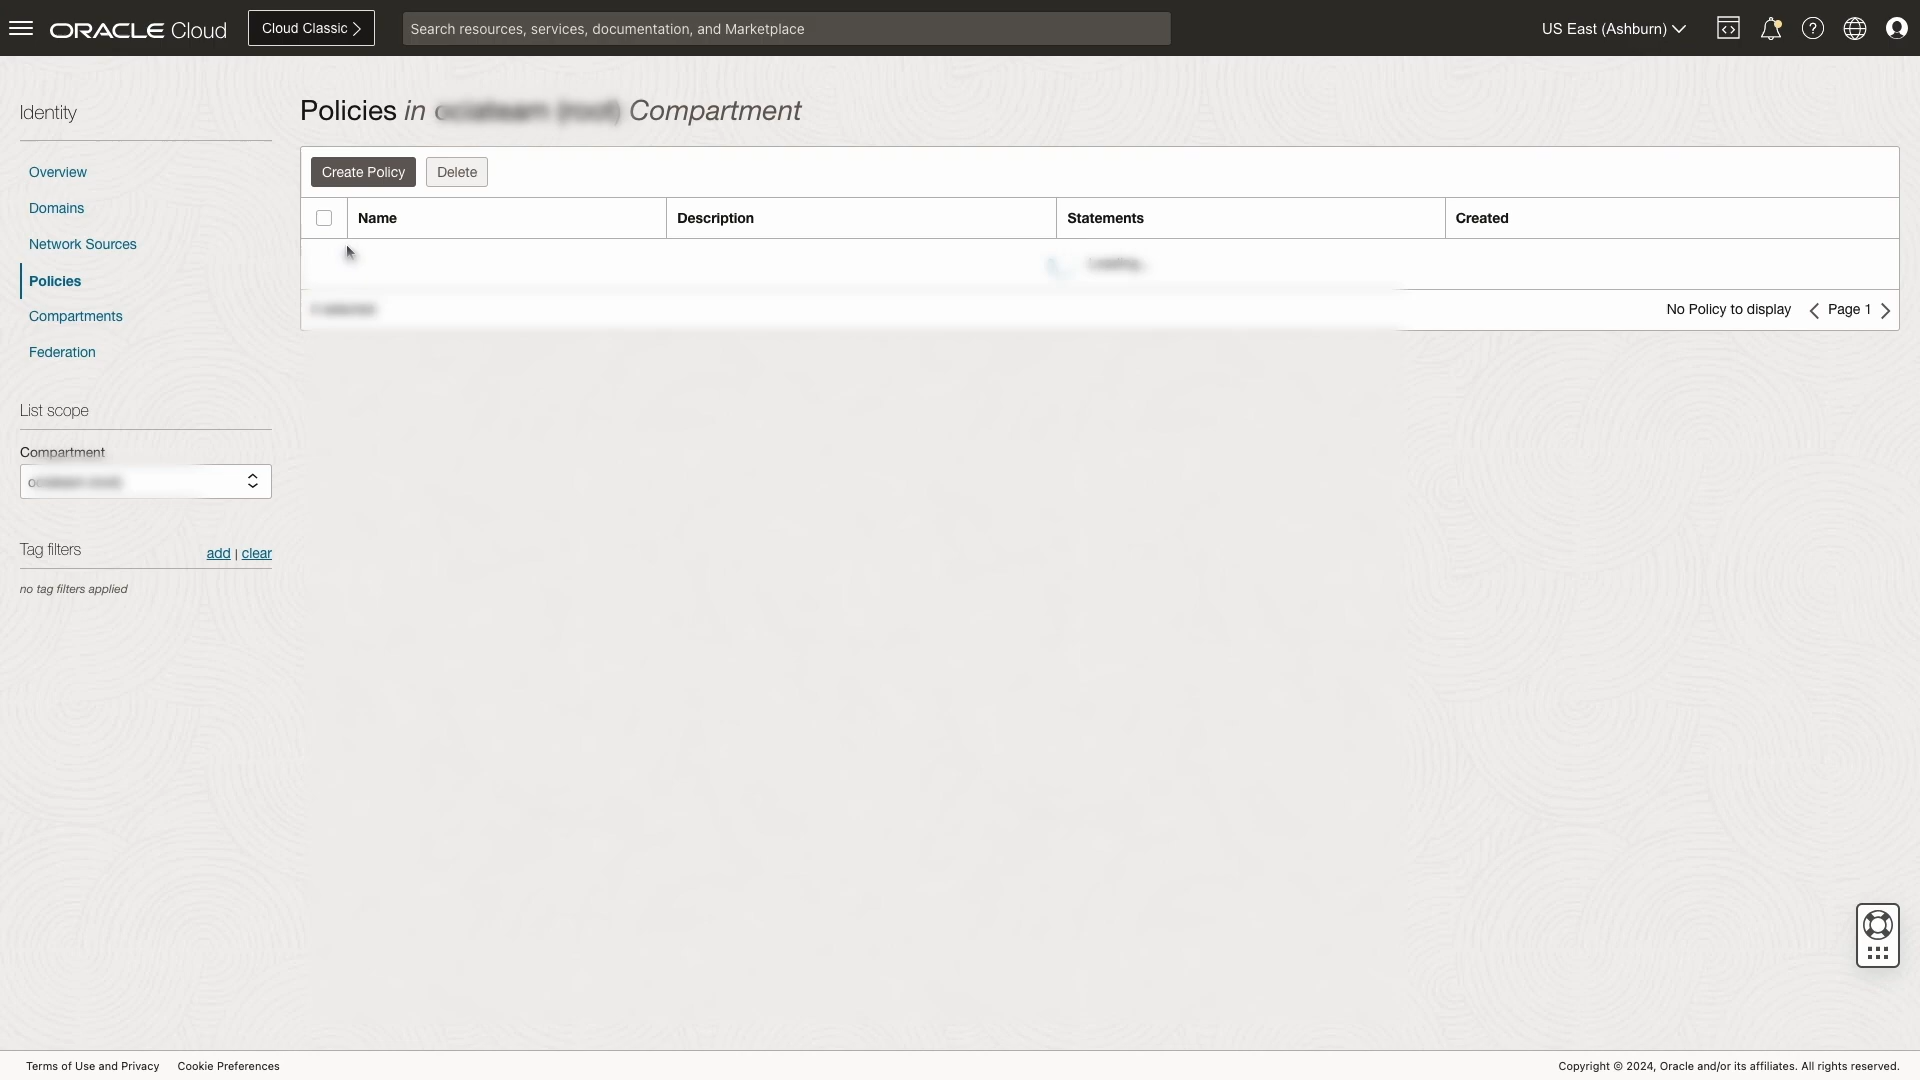 ORACLE Cloud
Cloud Classic
Search resources, services, documentation, and Marketplace
US East (Ashburn)
Identity
Overview
Domains
Network Sources
Policies
Compartments
Federation
List scope
Compartment
Tag filters
add | clear
no tag filters applied
Policies in Compartment
Create Policy
Delete
Name
Description
Statements
Created
Loading...
No Policy to display
Page 1
Terms of Use and Privacy
Cookie Preferences
Copyright © 2024, Oracle and/or its affiliates. All rights reserved.